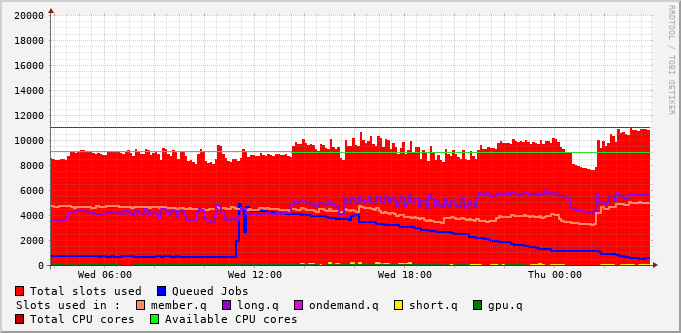 20000
18000
16000
14000
12000
10000
8000
6000
4000
2000
0
Wed 06:00 Wed 12:00 Wed 18:00 Thu 00:00
RRDTOOL / TOBI OETIKER
Total slots used Queued Jobs
Slots used in : member.q long.q ondemand.q short.q gpu.q
Total CPU cores Available CPU cores